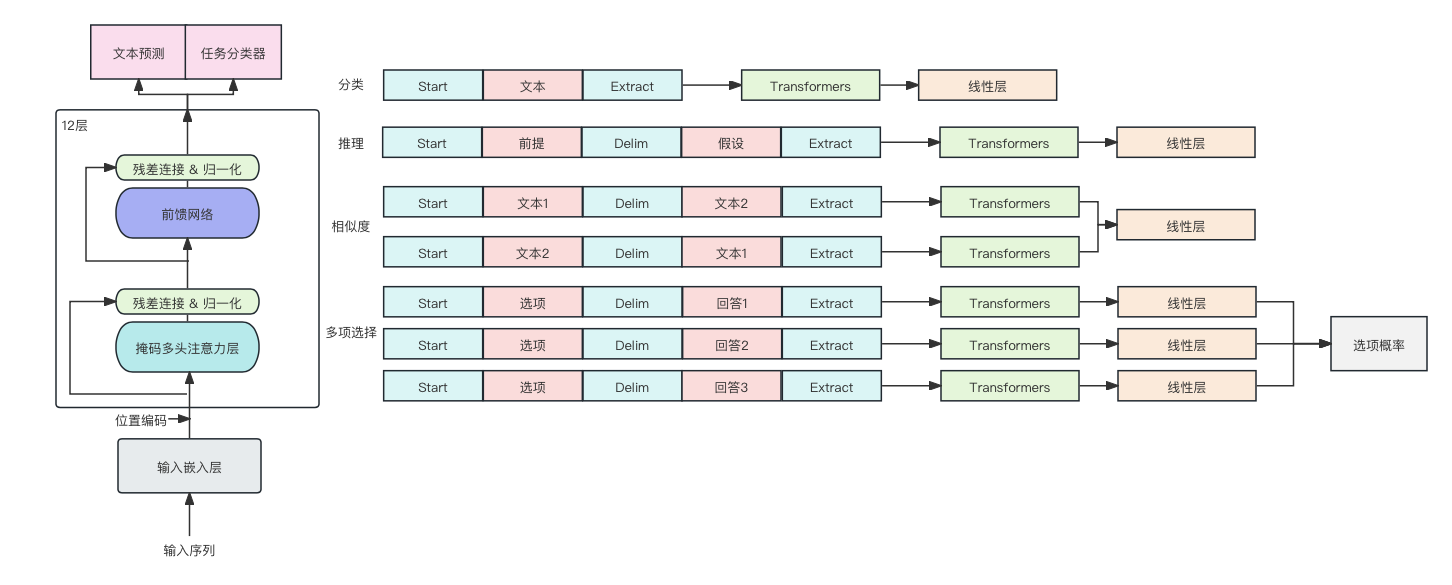 文本预测
任务分类器
12层
残差连接 & 归一化
前馈网络
残差连接 & 归一化
掩码多头注意力层
位置编码
输入嵌入层
输入序列
分类 Start 文本 Extract Transformers 线性层
推理 Start 前提 Delim 假设 Extract Transformers 线性层
相似度
Start 文本1 Delim 文本2 Extract Transformers
线性层
Start 文本2 Delim 文本1 Extract Transformers
多项选择
Start 选项 Delim 回答1 Extract Transformers 线性层
Start 选项 Delim 回答2 Extract Transformers 线性层
Start 选项 Delim 回答3 Extract Transformers 线性层
选项概率